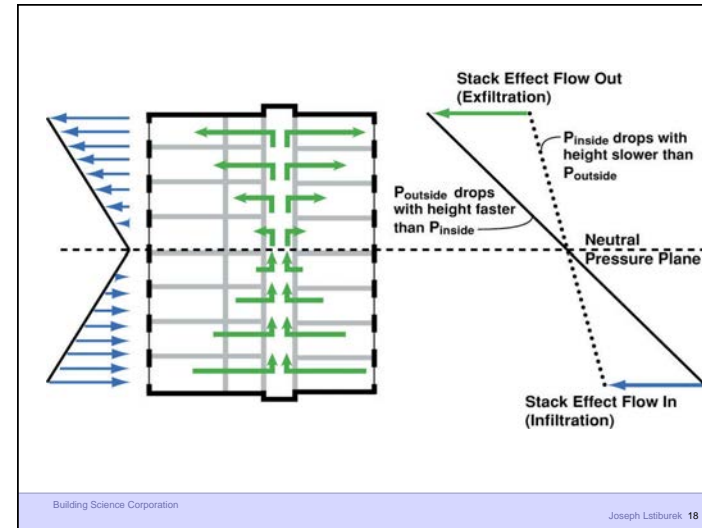 Stack Effect Flow Out
(Exfiltration)
Pinside drops with
height slower than
Poutside
Poutside drops
with height faster
than Pinside
Neutral
Pressure Plane
Stack Effect Flow In
(Infiltration)
Building Science Corporation
Joseph Lstiburek 18